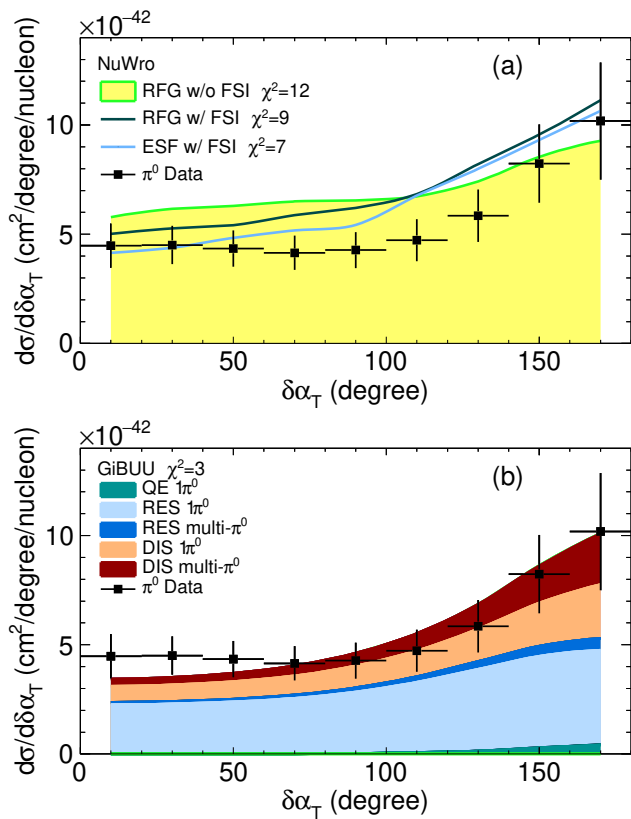 ×10⁻⁴²
NuWro
(a)
RFG w/o FSI χ²=12
RFG w/ FSI χ²=9
ESF w/ FSI χ²=7
π⁰ Data
10
5
0
dσ/dδα_T (cm²/degree/nucleon)
0 50 100 150
δα_T (degree)
×10⁻⁴²
GiBUU χ²=3
(b)
QE 1π⁰
RES 1π⁰
RES multi-π⁰
DIS 1π⁰
DIS multi-π⁰
π⁰ Data
10
5
0
dσ/dδα_T (cm²/degree/nucleon)
0 50 100 150
δα_T (degree)